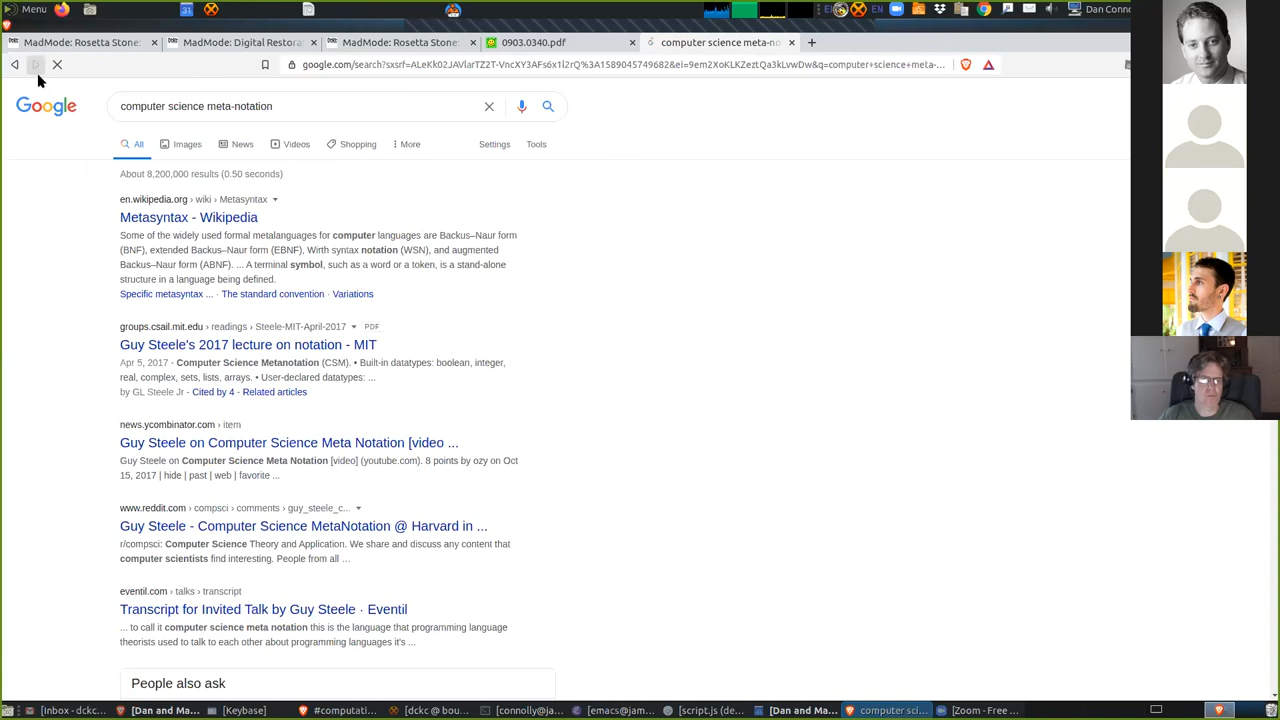 Menu
31
EN
EN
Dan Conno
MadMode: Rosetta Stone:
MadMode: Digital Restora
MadMode: Rosetta Stone:
0903.0340.pdf
computer science meta-no
google.com/search?sxsrf=ALeKk02JAVlarTZ2T-VncXY3AFs6x1l2rQ%3A1589045749682&ei=9em2XoKLKZeztQa3kLvwDw&q=computer+science+meta-...
Google
computer science meta-notation
All
Images
News
Videos
Shopping
More
Settings
Tools
About 8,200,000 results (0.50 seconds)
en.wikipedia.org › wiki › Metasyntax
Metasyntax - Wikipedia
Some of the widely used formal metalanguages for computer languages are Backus–Naur form
(BNF), extended Backus–Naur form (EBNF), Wirth syntax notation (WSN), and augmented
Backus–Naur form (ABNF). ... A terminal symbol, such as a word or a token, is a stand-alone
structure in a language being defined.
Specific metasyntax ... · The standard convention · Variations
groups.csail.mit.edu › readings › Steele-MIT-April-2017 PDF
Guy Steele's 2017 lecture on notation - MIT
Apr 5, 2017 - Computer Science Metanotation (CSM). • Built-in datatypes: boolean, integer,
real, complex, sets, lists, arrays. • User-declared datatypes: ...
by GL Steele Jr - Cited by 4 - Related articles
news.ycombinator.com › item
Guy Steele on Computer Science Meta Notation [video ...
Guy Steele on Computer Science Meta Notation [video] (youtube.com). 8 points by ozy on Oct
15, 2017 | hide | past | web | favorite ...
www.reddit.com › compsci › comments › guy_steele_c...
Guy Steele - Computer Science MetaNotation @ Harvard in ...
r/compsci: Computer Science Theory and Application. We share and discuss any content that
computer scientists find interesting. People from all ...
eventil.com › talks › transcript
Transcript for Invited Talk by Guy Steele · Eventil
... to call it computer science meta notation this is the language that programming language
theorists used to talk to each other about programming languages it's ...
People also ask
[Inbox - dckc...
[Dan and Ma...
[Keybase]
#computati...
[dckc @ bou...
[connolly@ja...
[emacs@jam...
[script.js (de...
[Dan and Ma...
computer sci...
[Zoom - Free ...